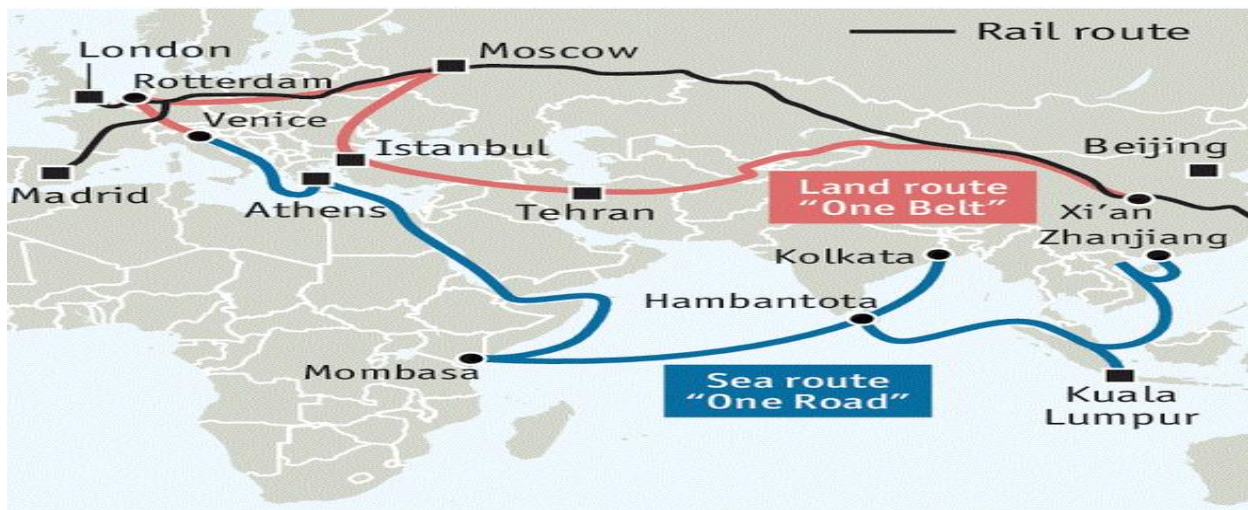 Rail route
London
Moscow
Rotterdam
Venice
Istanbul
Beijing
Madrid
Athens
Tehran
Land route
"One Belt"
Xi'an
Zhanjiang
Kolkata
Hambantota
Mombasa
Sea route
"One Road"
Kuala
Lumpur